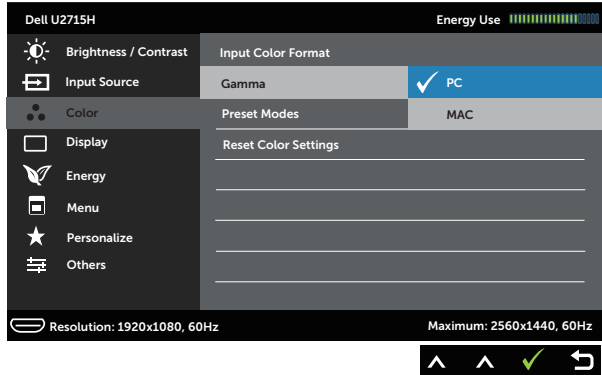 Dell U2715H Energy Use
Brightness / Contrast Input Color Format
Input Source Gamma PC
Color Preset Modes MAC
Display Reset Color Settings
Energy
Menu
Personalize
Others
Resolution: 1920x1080, 60Hz Maximum: 2560x1440, 60Hz